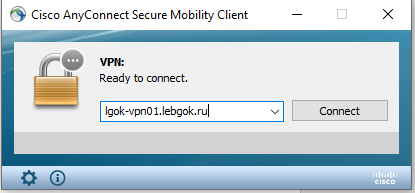 Cisco AnyConnect Secure Mobility Client
VPN:
Ready to connect.
lgok-vpn01.lebgok.ru
Connect
cisco